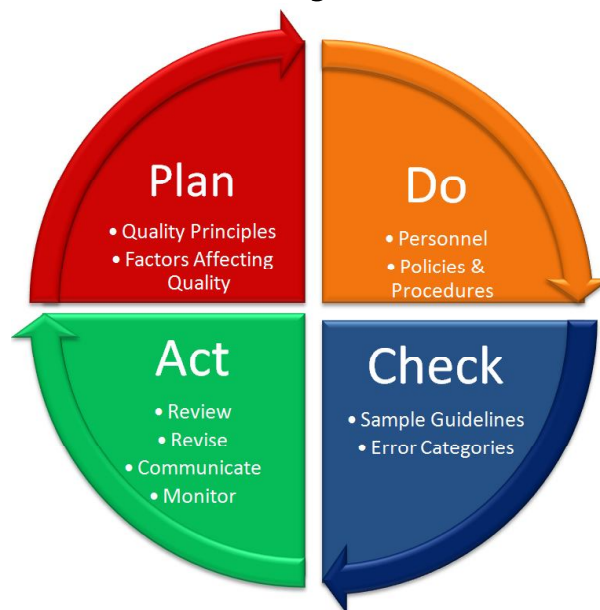 Plan
• Quality Principles
• Factors Affecting
Quality
Do
• Personnel
• Policies &
Procedures
Act
• Review
• Revise
• Communicate
• Monitor
Check
• Sample Guidelines
• Error Categories